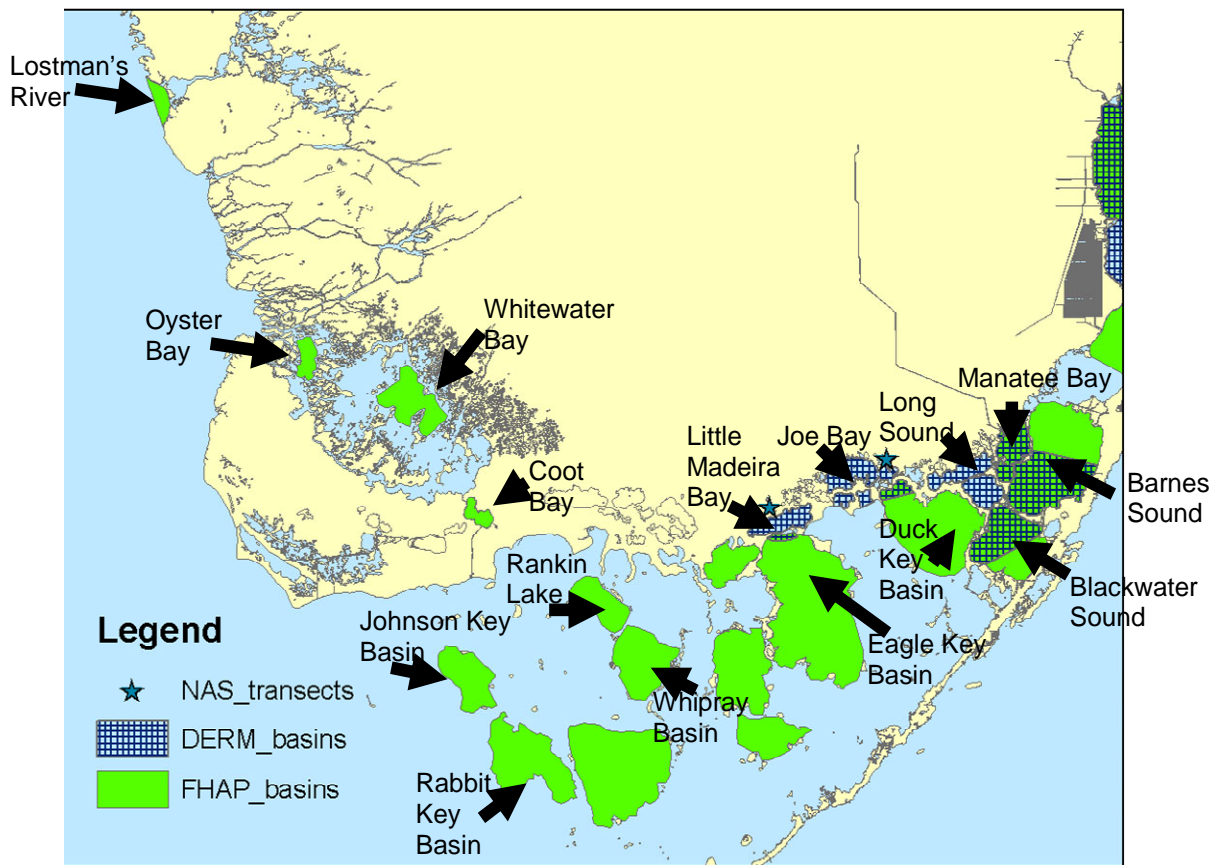 Lostman's
River
Oyster
Bay
Whitewater
Bay
Coot
Bay
Little
Madeira
Bay
Joe Bay
Long
Sound
Manatee Bay
Barnes
Sound
Duck
Key
Basin
Blackwater
Sound
Rankin
Lake
Johnson Key
Basin
Eagle Key
Basin
Whipray
Basin
Rabbit
Key
Basin
Legend
NAS_transects
DERM_basins
FHAP_basins